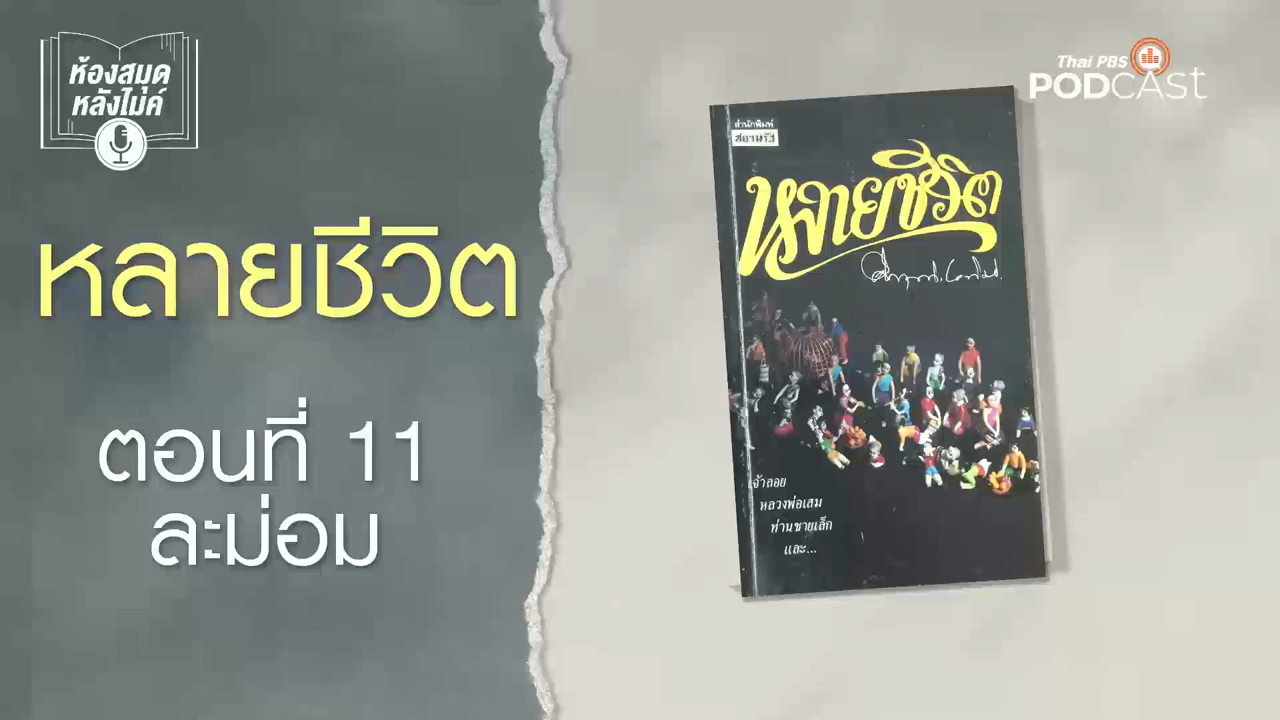 ห้องสมุด
หลังไมค์
Thai PBS
PODCAST
หลายชีวิต
ตอนที่ 11
ละม่อม
สำนักพิมพ์
สยามรัฐ
หลายชีวิต
เจ้าลอย
หลวงพ่อเสม
ท่านชายเล็ก
และ...